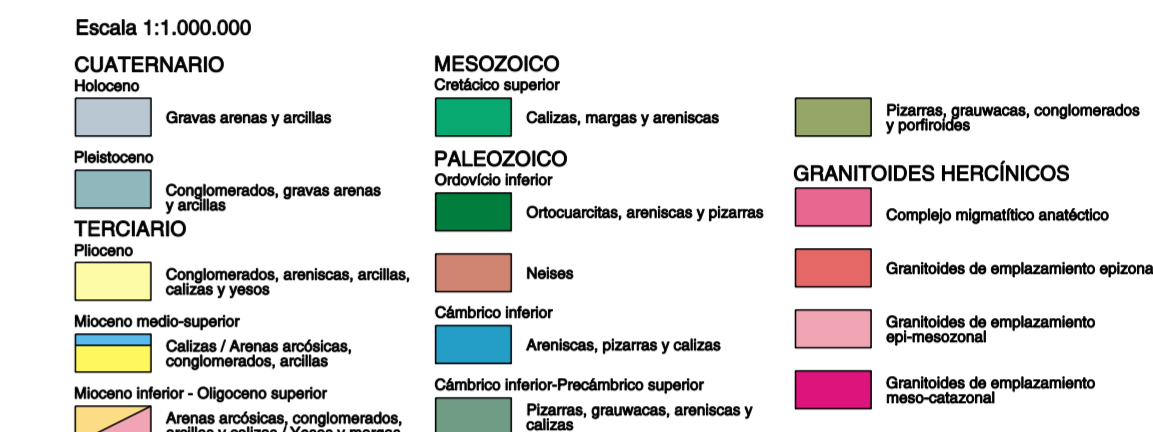 Escala 1:1.000.000
CUATERNARIO
Holoceno
Gravas arenas y arcillas
Pleistoceno
Conglomerados, gravas arenas
y arcillas
TERCIARIO
Plioceno
Conglomerados, areniscas, arcillas,
calizas y yesos
Mioceno medio-superior
Calizas / Arenas arcósicas,
conglomerados, arcillas
Mioceno inferior - Oligoceno superior
Arenas arcósicas, conglomerados,
arcillas y calizas / Yesos y margas
MESOZOICO
Cretácico superior
Calizas, margas y areniscas
PALEOZOICO
Ordovício inferior
Ortocuarcitas, areniscas y pizarras
Neises
Cámbrico inferior
Areniscas, pizarras y calizas
Cámbrico inferior-Precámbrico superior
Pizarras, grauwacas, areniscas y
calizas
Pizarras, grauwacas, conglomerados
y porfiroides
GRANITOIDES HERCÍNICOS
Complejo migmatítico anatéctico
Granitoides de emplazamiento epizona
Granitoides de emplazamiento
epi-mesozonal
Granitoides de emplazamiento
meso-catazonal